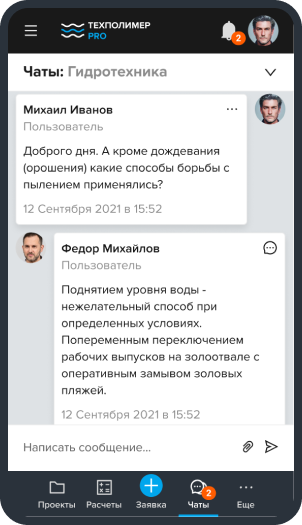 ТЕХПОЛИМЕР
PRO
2
Чаты: Гидротехника
Михаил Иванов
Пользователь
Доброго дня. А кроме дождевания
(орошения) какие способы борьбы с
пылением применялись?
12 Сентября 2021 в 15:52
Федор Михайлов
Пользователь
Поднятием уровня воды -
нежелательный способ при
определенных условиях.
Попеременным переключением
рабочих выпусков на золоотвале с
оперативным замывом золовых
пляжей.
12 Сентября 2021 в 15:52
Написать сообщение...
2
Проекты Расчеты Заявка Чаты Еще